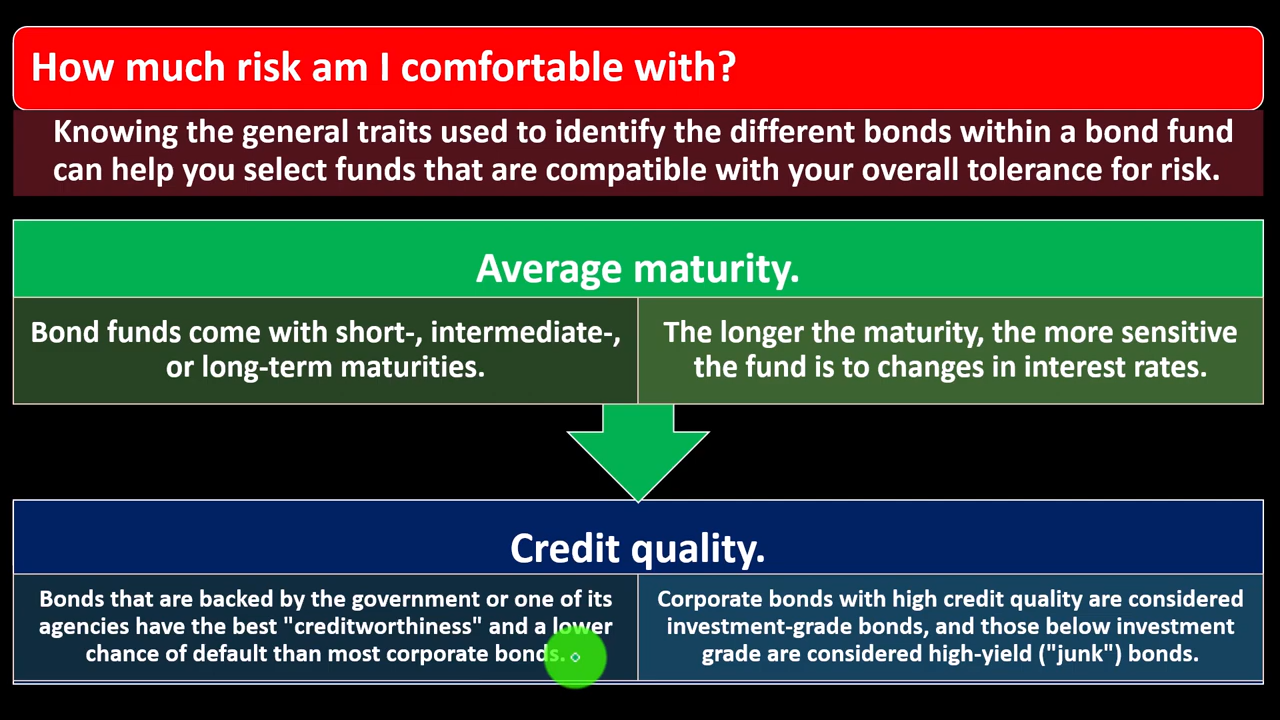 How much risk am I comfortable with?
Knowing the general traits used to identify the different bonds within a bond fund
can help you select funds that are compatible with your overall tolerance for risk.
Average maturity.
Bond funds come with short-, intermediate-,
or long-term maturities.
The longer the maturity, the more sensitive
the fund is to changes in interest rates.
Credit quality.
Bonds that are backed by the government or one of its
agencies have the best "creditworthiness" and a lower
chance of default than most corporate bonds.
Corporate bonds with high credit quality are considered
investment-grade bonds, and those below investment
grade are considered high-yield ("junk") bonds.